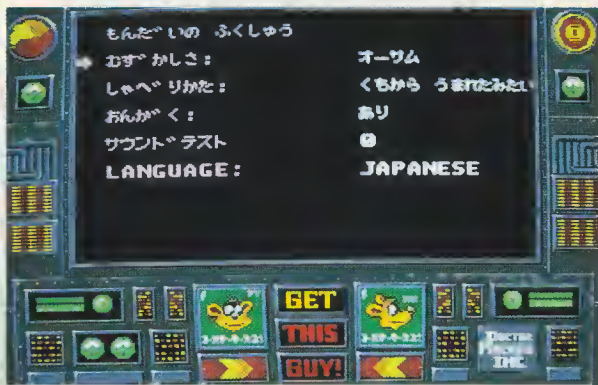 もんだいの ふくしゅう
むずかしさ: オーサム
しゃべりかた: くちから うまれたみたい
おんがく: あり
サウンドテスト 0
LANGUAGE: JAPANESE
GET
THIS
GUY!